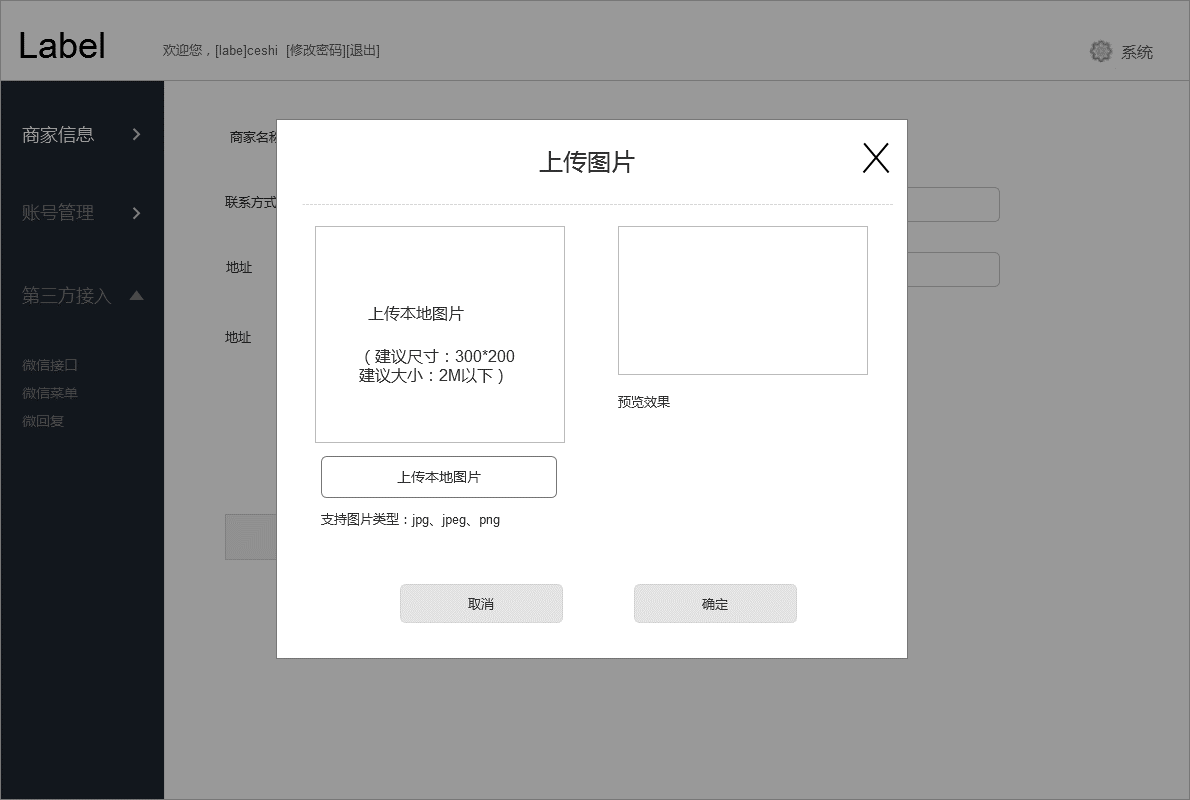 Label
欢迎您，[labe]ceshi [修改密码][退出]
系统
商家信息
账号管理
第三方接入
微信接口
微信菜单
微回复
商家名称
联系方式
地址
地址
上传图片
上传本地图片
（建议尺寸：300*200
建议大小：2M以下）
预览效果
上传本地图片
支持图片类型：jpg、jpeg、png
取消
确定